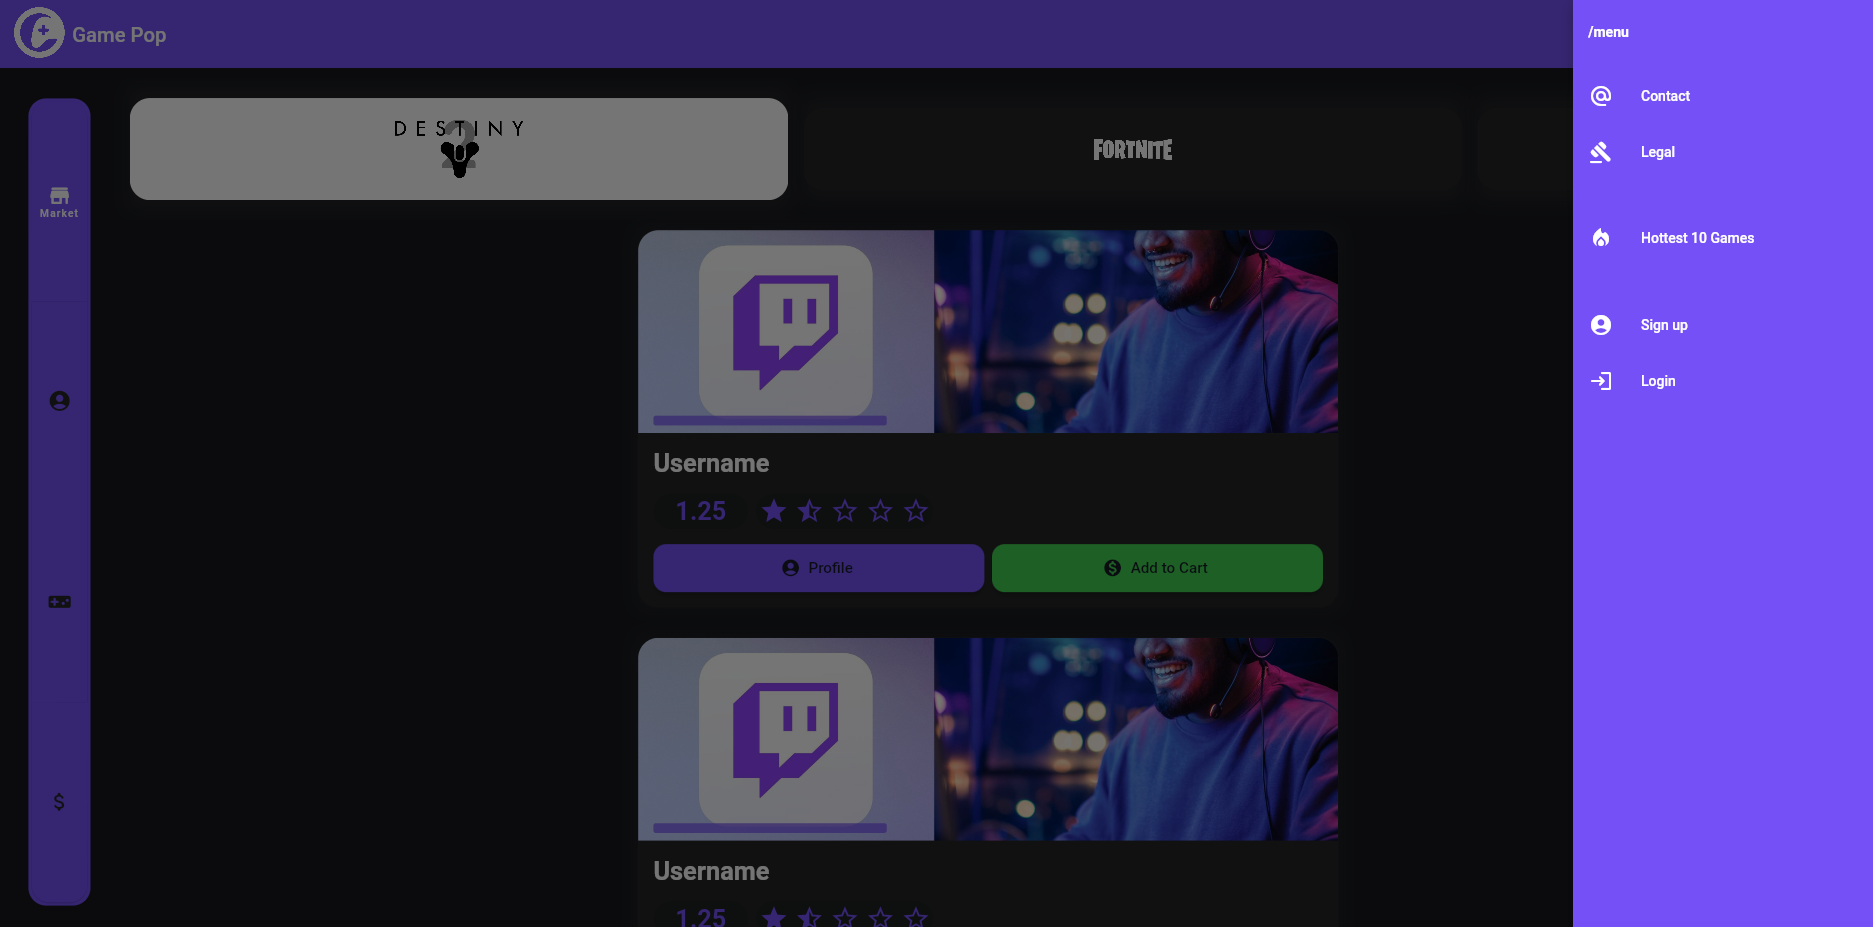 Game Pop
/menu
Contact
Legal
Hottest 10 Games
Sign up
Login
Market
$
DESTINY
2
FORTNITE
Username
1.25
Profile
Add to Cart
Username
1.25